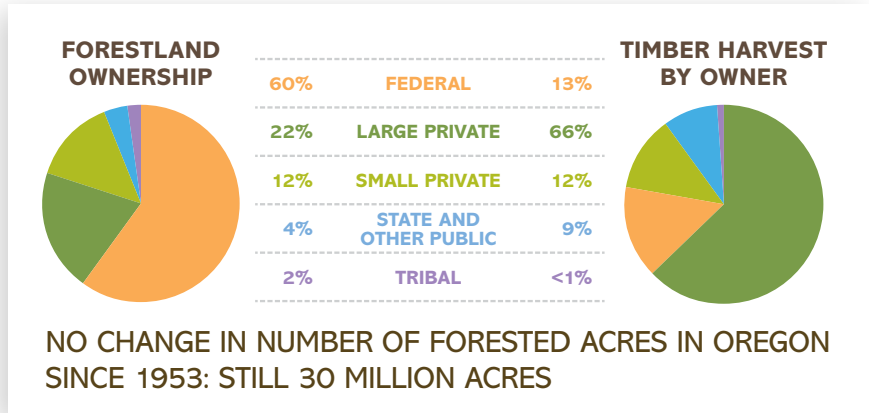 FORESTLAND
OWNERSHIP
TIMBER HARVEST
BY OWNER
60% FEDERAL 13%
22% LARGE PRIVATE 66%
12% SMALL PRIVATE 12%
4% STATE AND
OTHER PUBLIC 9%
2% TRIBAL <1%
NO CHANGE IN NUMBER OF FORESTED ACRES IN OREGON
SINCE 1953: STILL 30 MILLION ACRES